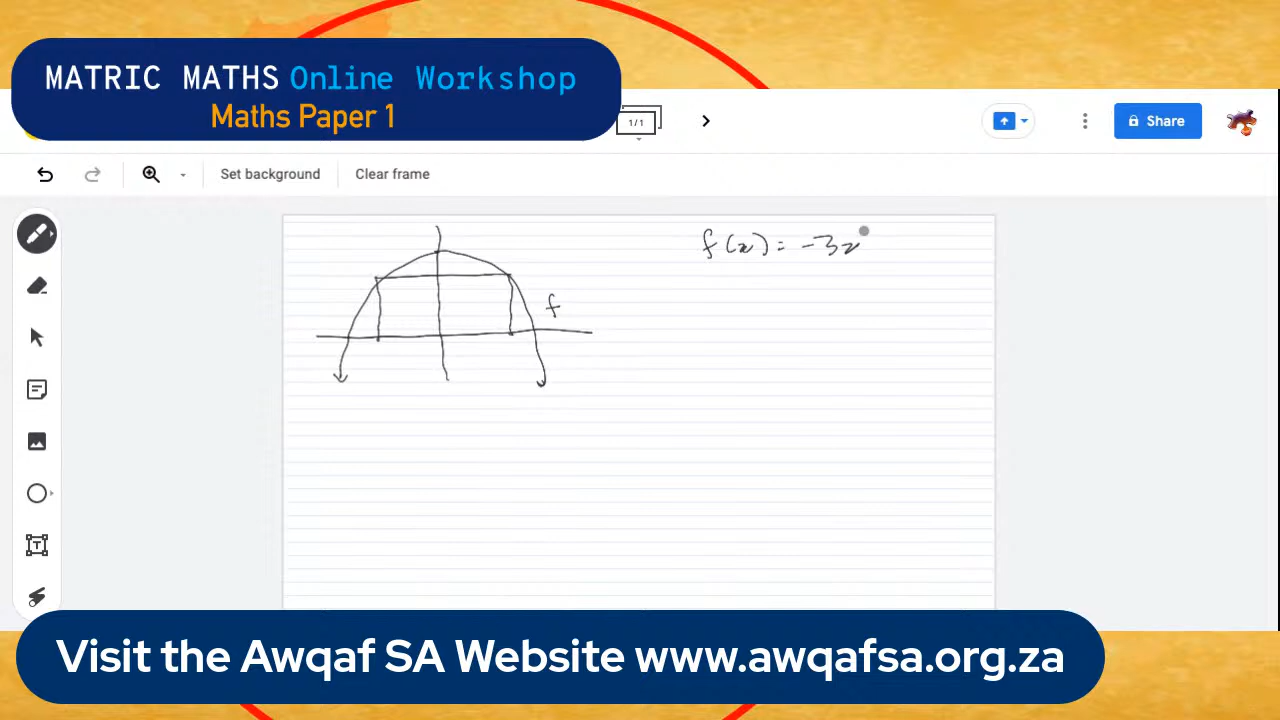 MATRIC MATHS Online Workshop
Maths Paper 1
1/1
Share
Set background
Clear frame
f(x) = -3x
f
T
Visit the Awqaf SA Website www.awqafsa.org.za